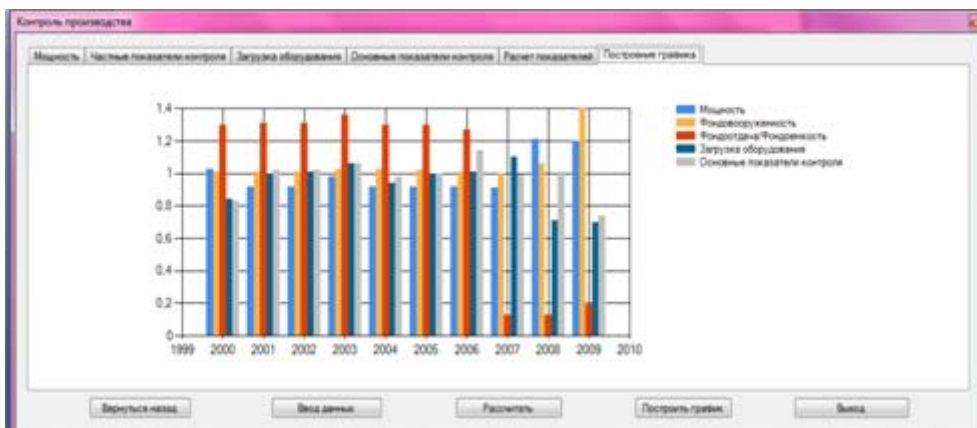 Контроль производства
Мощность Частные показатели контроля Загрузка оборудования Основные показатели контроля Расчет показателей Построение графика
1,4
1,2
1
0,8
0,6
0,4
0,2
0
1999 2000 2001 2002 2003 2004 2005 2006 2007 2008 2009 2010
Мощность
Фондовооруженность
Фондоотдача/Фондоемкость
Загрузка оборудования
Основные показатели контроля
Вернуться назад Ввод данных Рассчитать Построить график Выход